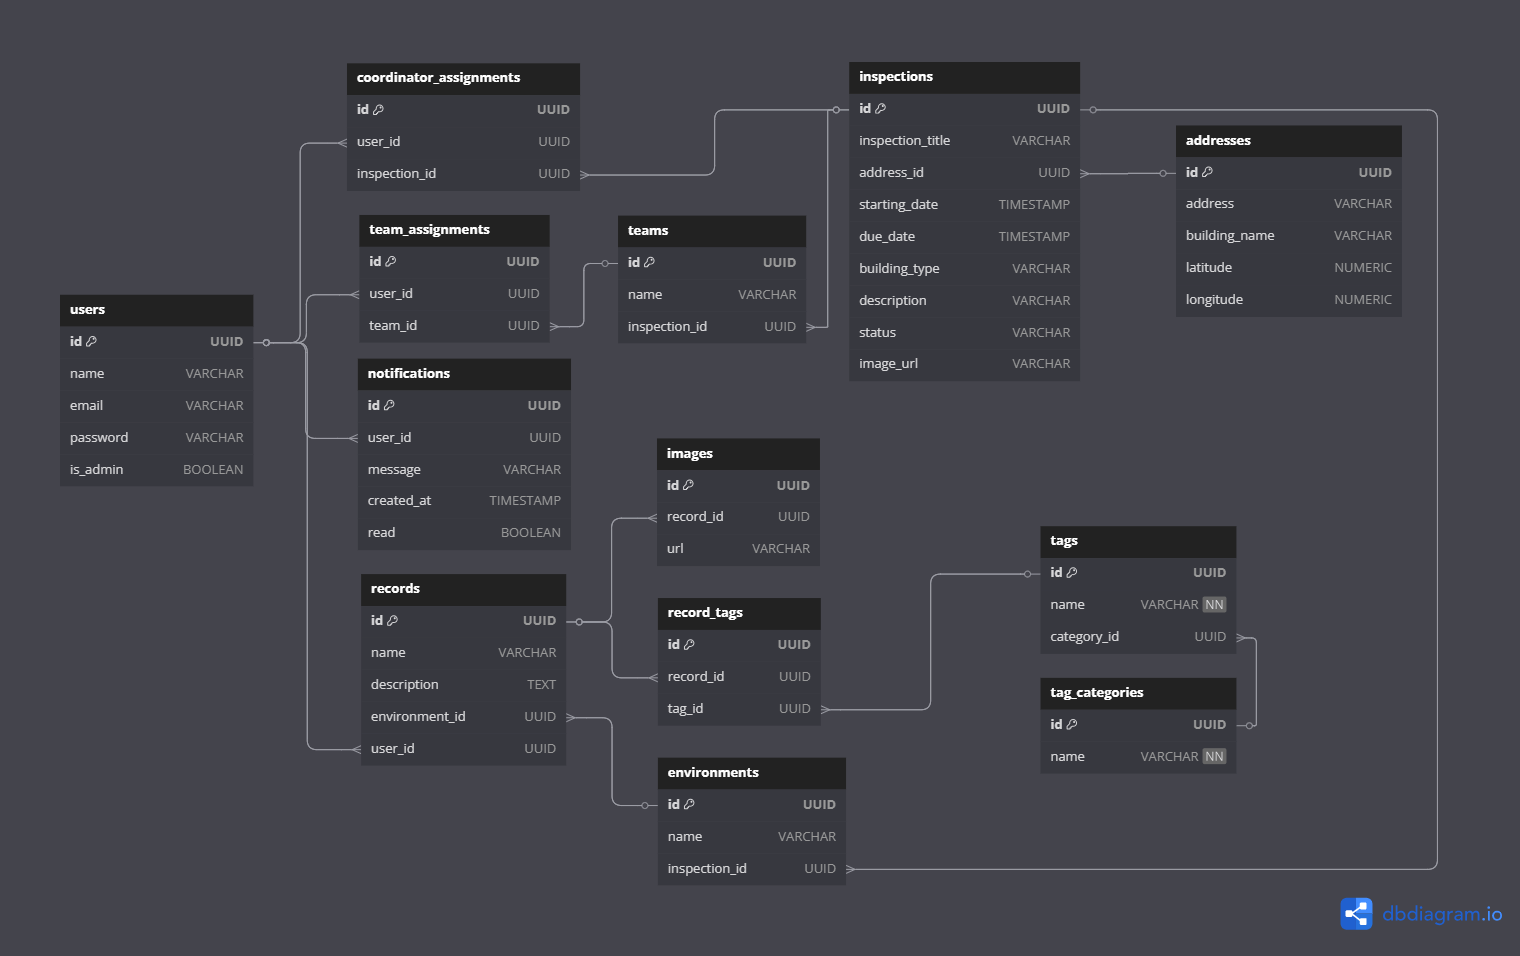 coordinator_assignments
id UUID
user_id UUID
inspection_id UUID
inspections
id UUID
inspection_title VARCHAR
address_id UUID
starting_date TIMESTAMP
due_date TIMESTAMP
building_type VARCHAR
description VARCHAR
status VARCHAR
image_url VARCHAR
addresses
id UUID
address VARCHAR
building_name VARCHAR
latitude NUMERIC
longitude NUMERIC
team_assignments
id UUID
user_id UUID
team_id UUID
teams
id UUID
name VARCHAR
inspection_id UUID
users
id UUID
name VARCHAR
email VARCHAR
password VARCHAR
is_admin BOOLEAN
notifications
id UUID
user_id UUID
message VARCHAR
created_at TIMESTAMP
read BOOLEAN
images
id UUID
record_id UUID
url VARCHAR
records
id UUID
name VARCHAR
description TEXT
environment_id UUID
user_id UUID
record_tags
id UUID
record_id UUID
tag_id UUID
tags
id UUID
name VARCHAR NN
category_id UUID
tag_categories
id UUID
name VARCHAR NN
environments
id UUID
name VARCHAR
inspection_id UUID
dbdiagram.io